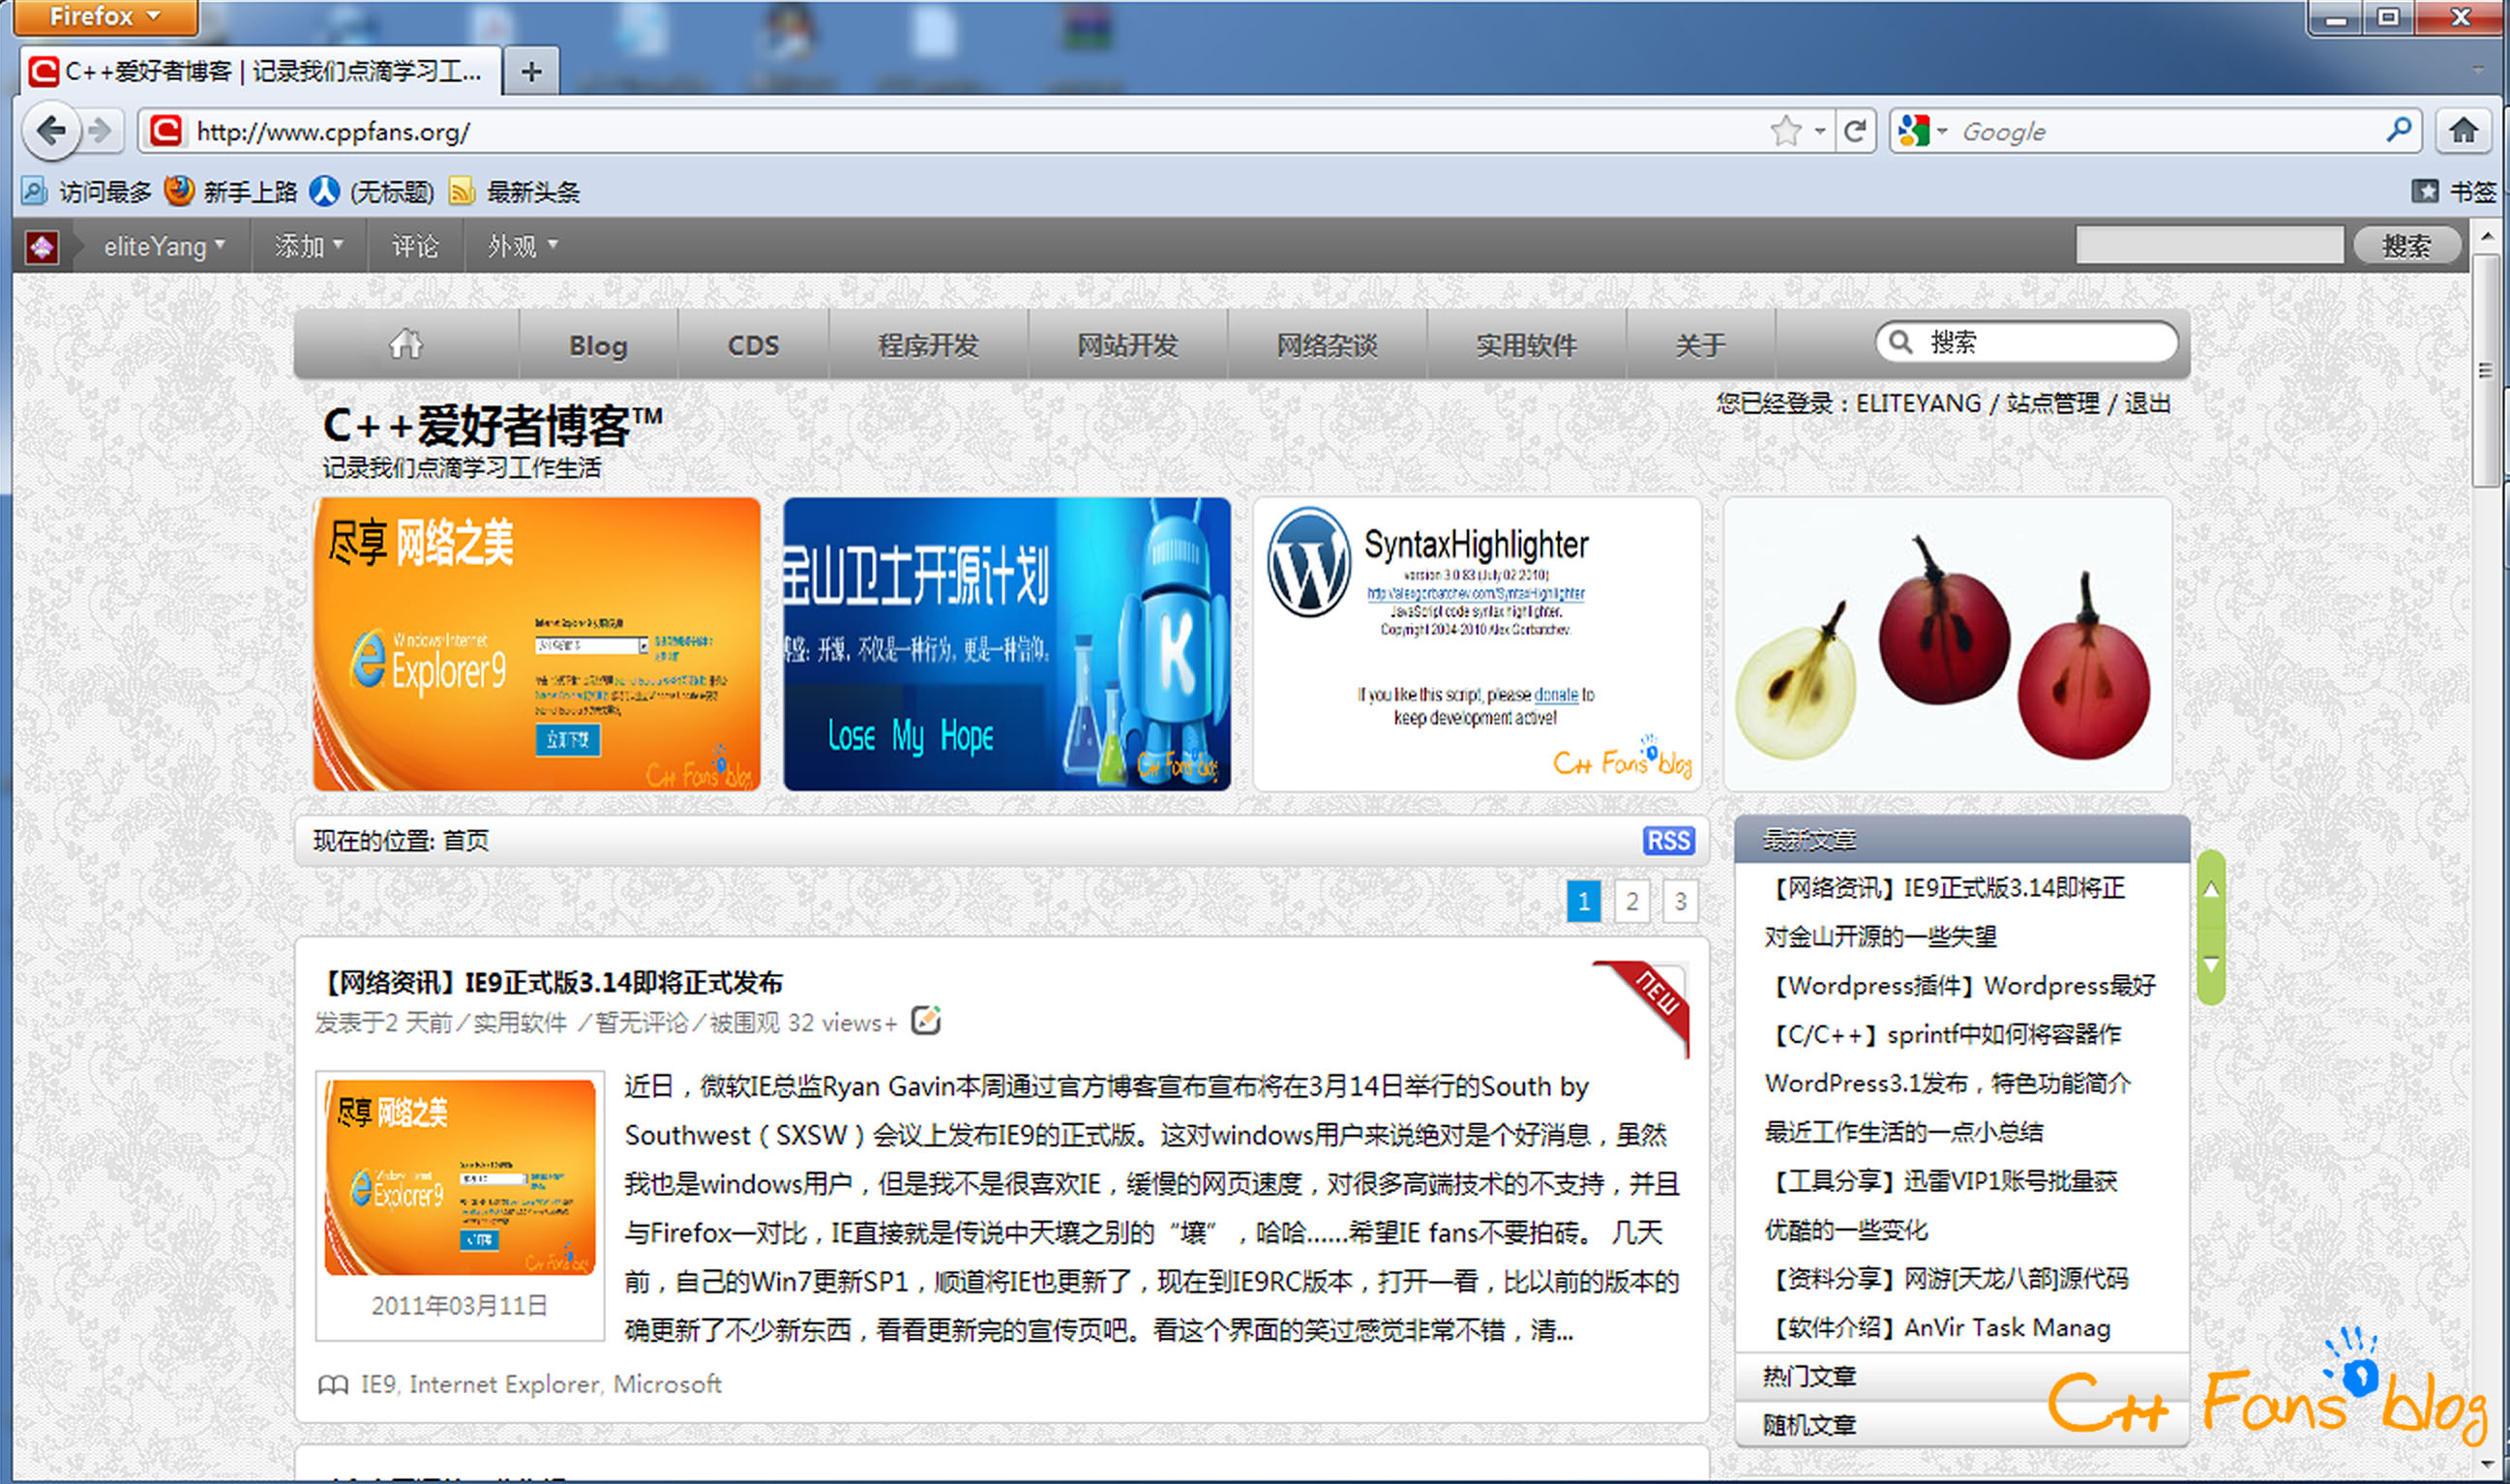 Firefox
C++爱好者博客 | 记录我们点滴学习工...
http://www.cppfans.org/
Google
访问最多 新手上路 (无标题) 最新头条
书签
eliteYang 添加 评论 外观
搜索
Blog CDS 程序开发 网站开发 网络杂谈 实用软件 关于
搜索
C++爱好者博客™
您已经登录：ELITEYANG / 站点管理 / 退出
记录我们点滴学习工作生活
尽享 网络之美
Windows Internet
Explorer 9
立即下载
C++ Fans blog
金山卫士开源计划
开源，不仅是一种行为，更是一种信仰。
Lose My Hope
K
C++ Fans blog
SyntaxHighlighter
version 3.0.83 (July 02 2010)
http://alexgorbatchev.com/SyntaxHighlighter
JavaScript code syntax highlighter.
Copyright 2004-2010 Alex Gorbatchev.
If you like this script, please donate to
keep development active!
C++ Fans blog
现在的位置: 首页
RSS
1 2 3
【网络资讯】IE9正式版3.14即将正式发布
NEW
发表于2 天前/实用软件 /暂无评论/被围观 32 views+
尽享 网络之美
Windows Internet
Explorer 9
C++ Fans blog
2011年03月11日
近日，微软IE总监Ryan Gavin本周通过官方博客宣布宣布将在3月14日举行的South by
Southwest（SXSW）会议上发布IE9的正式版。这对windows用户来说绝对是个好消息，虽然
我也是windows用户，但是我不是很喜欢IE，缓慢的网页速度，对很多高端技术的不支持，并且
与Firefox一对比，IE直接就是传说中天壤之别的“壤”，哈哈……希望IE fans不要拍砖。 几天
前，自己的Win7更新SP1，顺道将IE也更新了，现在到IE9RC版本，打开一看，比以前的版本的
确更新了不少新东西，看看更新完的宣传页吧。看这个界面的笑过感觉非常不错，清...
IE9, Internet Explorer, Microsoft
最新文章
【网络资讯】IE9正式版3.14即将正
对金山开源的一些失望
【Wordpress插件】Wordpress最好
【C/C++】sprintf中如何将容器作
WordPress3.1发布，特色功能简介
最近工作生活的一点小总结
【工具分享】迅雷VIP1账号批量获
优酷的一些变化
【资料分享】网游[天龙八部]源代码
【软件介绍】AnVir Task Manag
热门文章
随机文章
C++ Fans blog